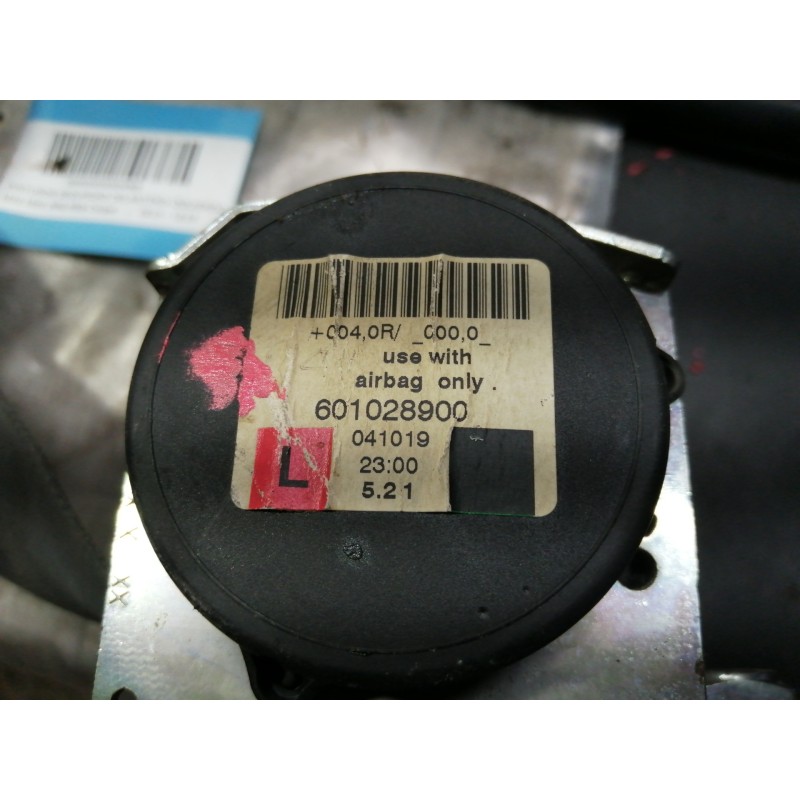 +004,0R/ _000,0_
use with
airbag only .
601028900
041019
L
23:00
5.21